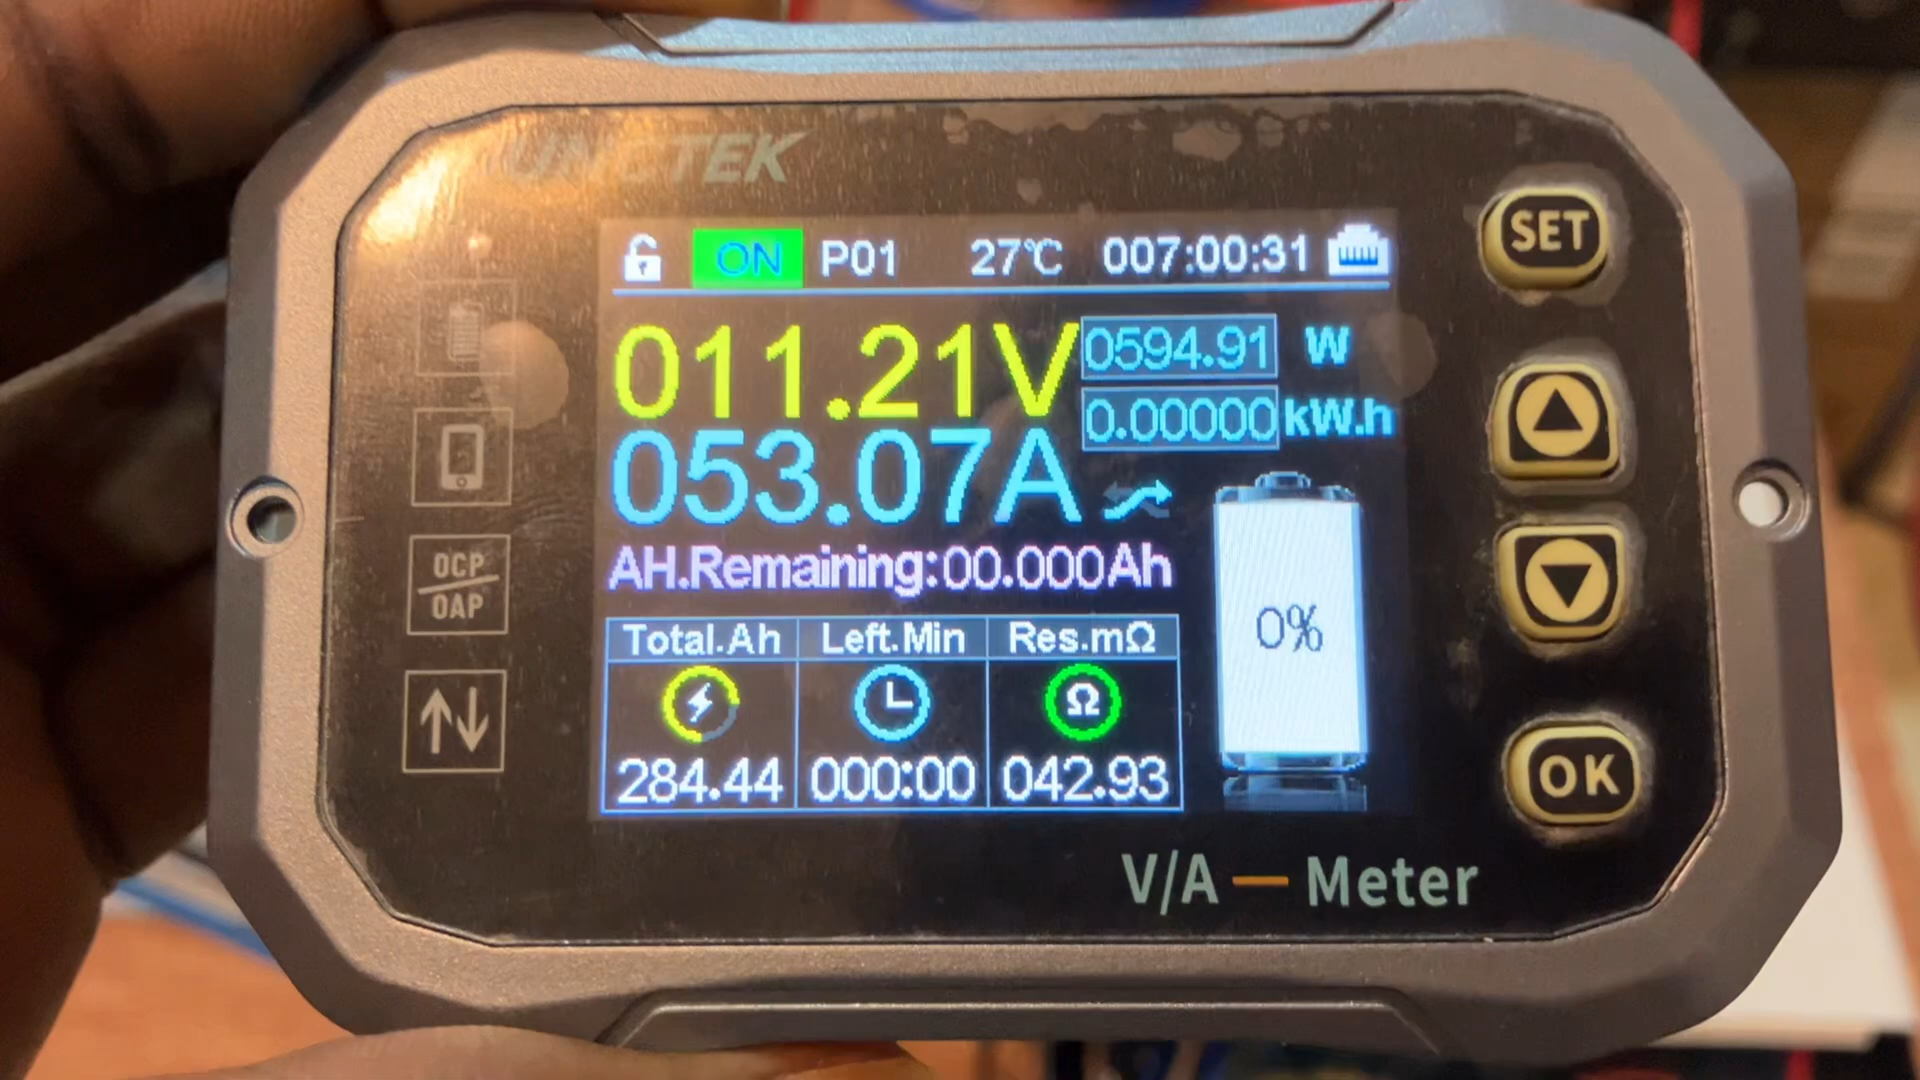 UNCTEK
ON P01 27℃ 007:00:31
011.21V 0594.91 W
0.00000 kW.h
053.07A
AH.Remaining:00.000Ah
Total.Ah Left.Min Res.mΩ
Ω
284.44 000:00 042.93
0%
OCP
OAP
SET
OK
V/A — Meter